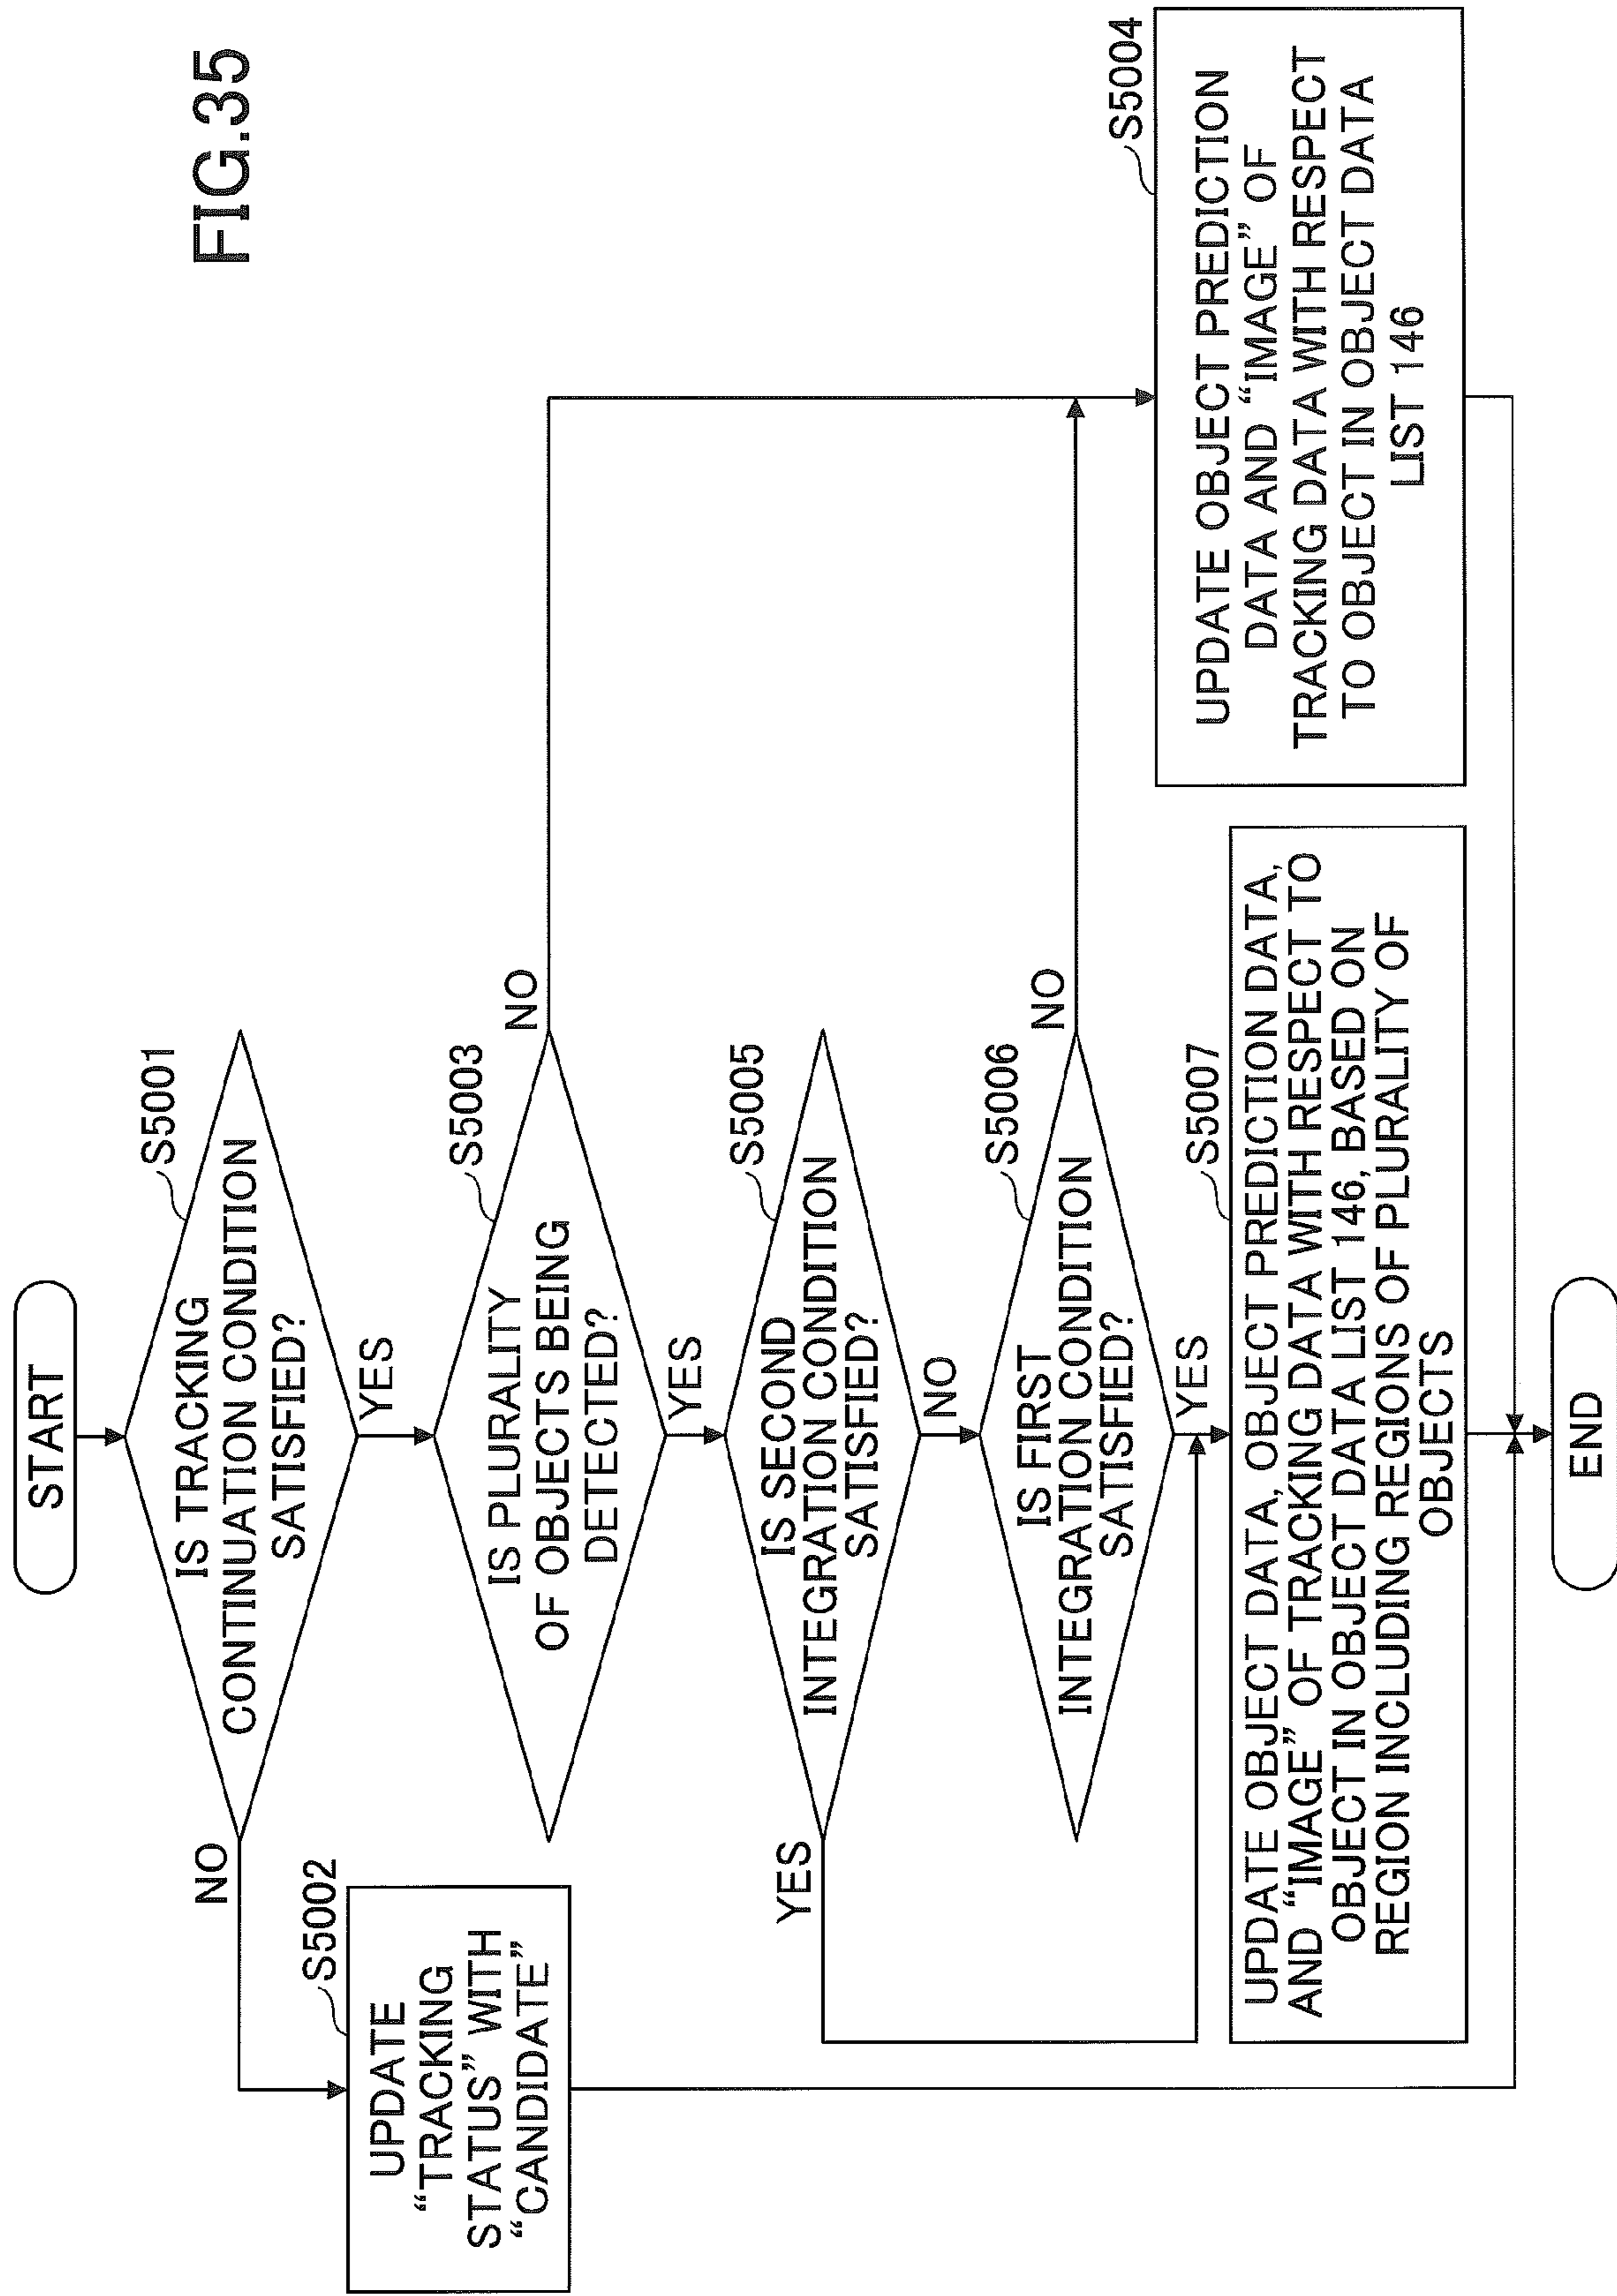 FIG.35
START
S5001
IS TRACKING
CONTINUATION CONDITION
SATISFIED?
NO
YES
S5002
UPDATE
“TRACKING
STATUS” WITH
“CANDIDATE”
S5003
IS PLURALITY
OF OBJECTS BEING
DETECTED?
NO
YES
S5005
IS SECOND
INTEGRATION CONDITION
SATISFIED?
YES
NO
S5006
IS FIRST
INTEGRATION CONDITION
SATISFIED?
NO
YES
S5004
UPDATE OBJECT PREDICTION
DATA AND “IMAGE” OF
TRACKING DATA WITH RESPECT
TO OBJECT IN OBJECT DATA
LIST 146
S5007
UPDATE OBJECT DATA, OBJECT PREDICTION DATA,
AND “IMAGE” OF TRACKING DATA WITH RESPECT TO
OBJECT IN OBJECT DATA LIST 146, BASED ON
REGION INCLUDING REGIONS OF PLURALITY OF
OBJECTS
END